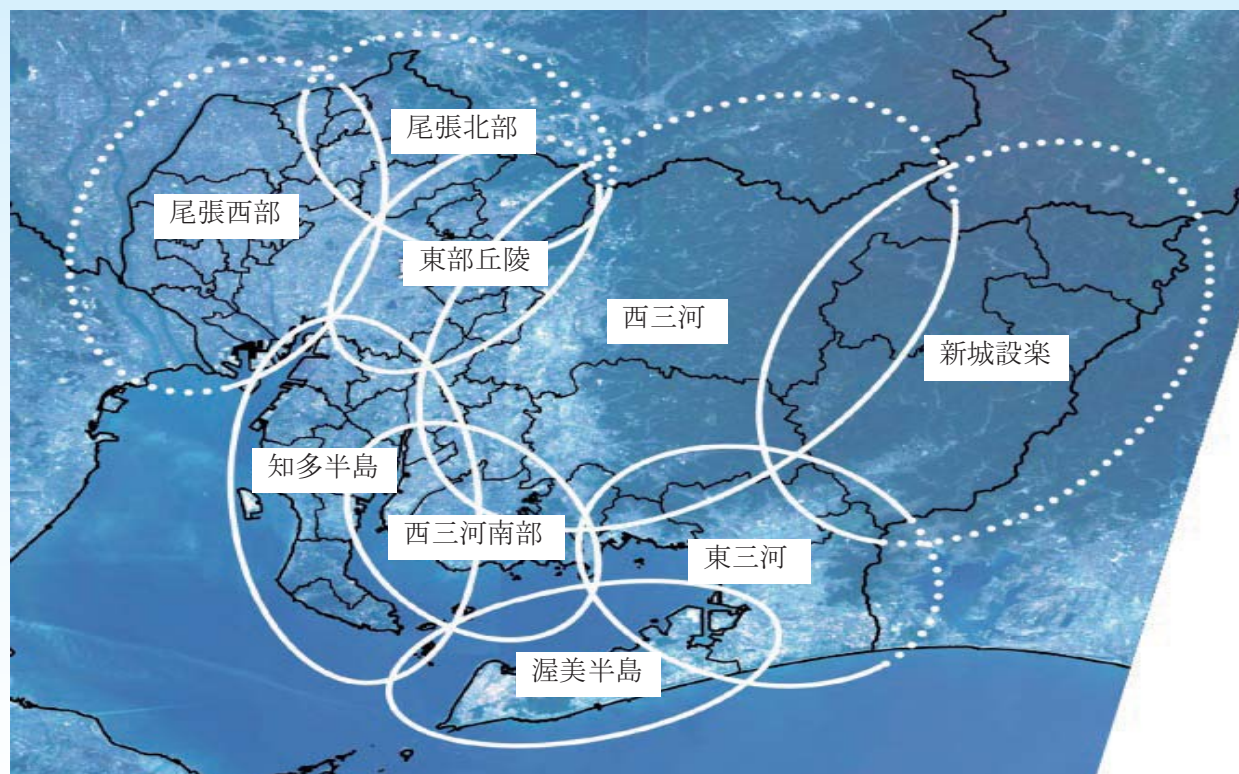 尾張北部
尾張西部
東部丘陵
西三河
新城設楽
知多半島
西三河南部
東三河
渥美半島